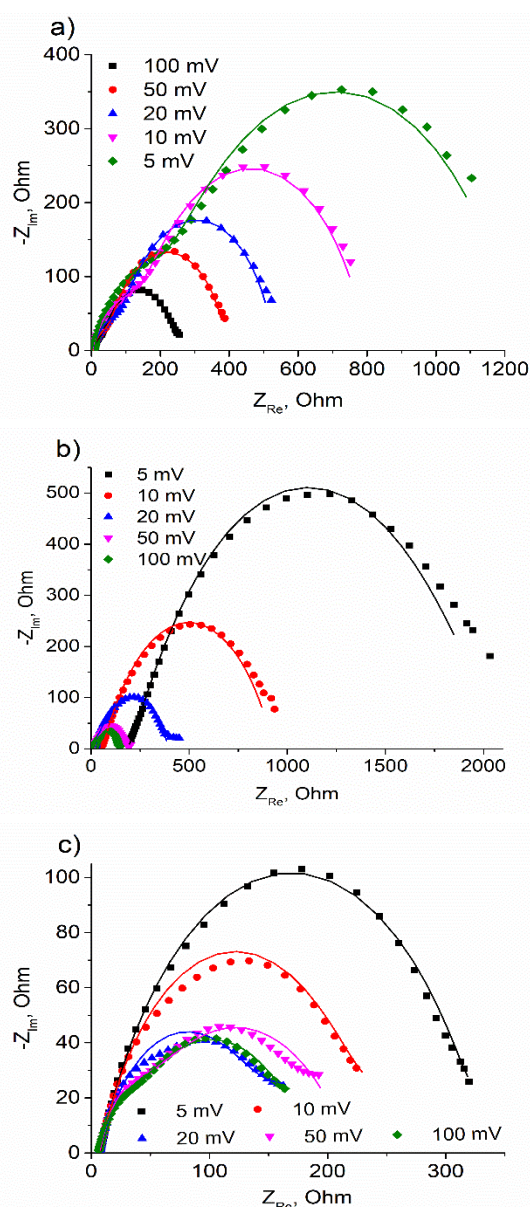 a)
400
300
200
100
0
-Z_Im, Ohm
100 mV
50 mV
20 mV
10 mV
5 mV
0 200 400 600 800 1000 1200
Z_Re, Ohm
b)
500
400
300
200
100
0
-Z_Im, Ohm
5 mV
10 mV
20 mV
50 mV
100 mV
0 500 1000 1500 2000
Z_Re, Ohm
c)
100
80
60
40
20
0
-Z_Im, Ohm
5 mV 10 mV
20 mV 50 mV 100 mV
0 100 200 300
Z_Re, Ohm